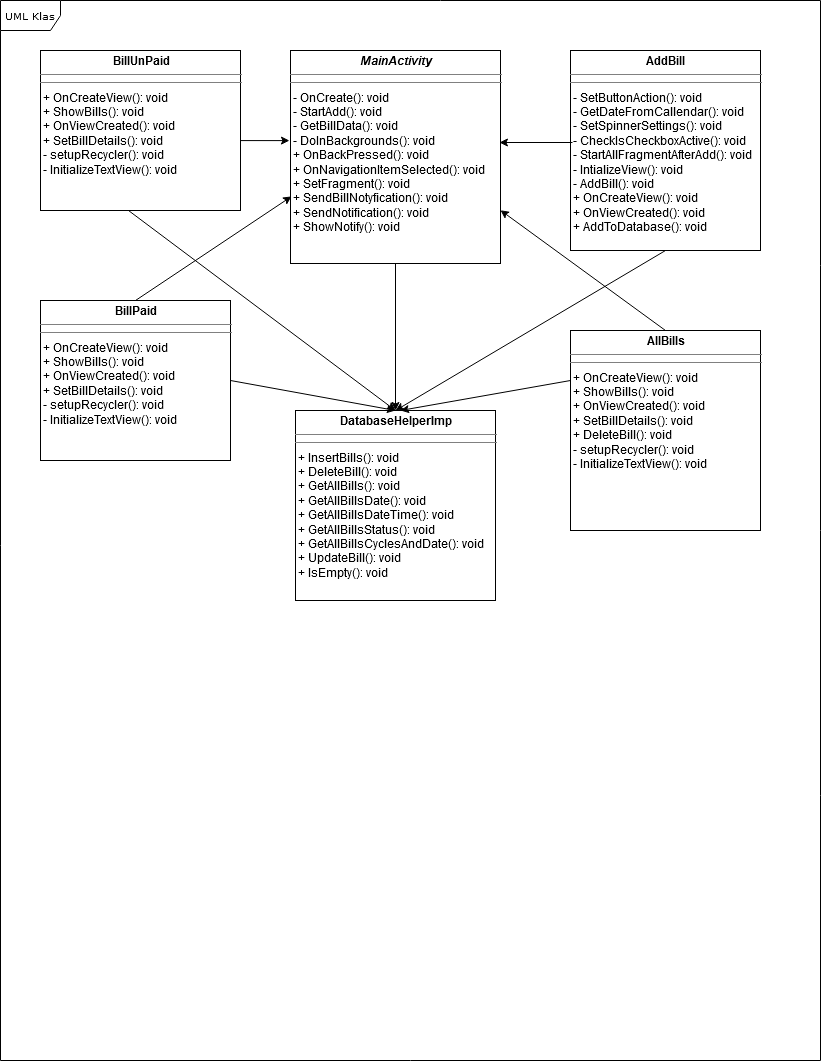 UML Klas
BillUnPaid
+ OnCreateView(): void
+ ShowBills(): void
+ OnViewCreated(): void
+ SetBillDetails(): void
- setupRecycler(): void
- InitializeTextView(): void
MainActivity
- OnCreate(): void
- StartAdd(): void
- GetBillData(): void
- DoInBackgrounds(): void
+ OnBackPressed(): void
+ OnNavigationItemSelected(): void
+ SetFragment(): void
+ SendBillNotyfication(): void
+ SendNotification(): void
+ ShowNotify(): void
AddBill
- SetButtonAction(): void
- GetDateFromCallendar(): void
- SetSpinnerSettings(): void
- CheckIsCheckboxActive(): void
- StartAllFragmentAfterAdd(): void
- IntializeView(): void
- AddBill(): void
+ OnCreateView(): void
+ OnViewCreated(): void
+ AddToDatabase(): void
BillPaid
+ OnCreateView(): void
+ ShowBills(): void
+ OnViewCreated(): void
+ SetBillDetails(): void
- setupRecycler(): void
- InitializeTextView(): void
AllBills
+ OnCreateView(): void
+ ShowBills(): void
+ OnViewCreated(): void
+ SetBillDetails(): void
+ DeleteBill(): void
- setupRecycler(): void
- InitializeTextView(): void
DatabaseHelperImp
+ InsertBills(): void
+ DeleteBill(): void
+ GetAllBills(): void
+ GetAllBillsDate(): void
+ GetAllBillsDateTime(): void
+ GetAllBillsStatus(): void
+ GetAllBillsCyclesAndDate(): void
+ UpdateBill(): void
+ IsEmpty(): void